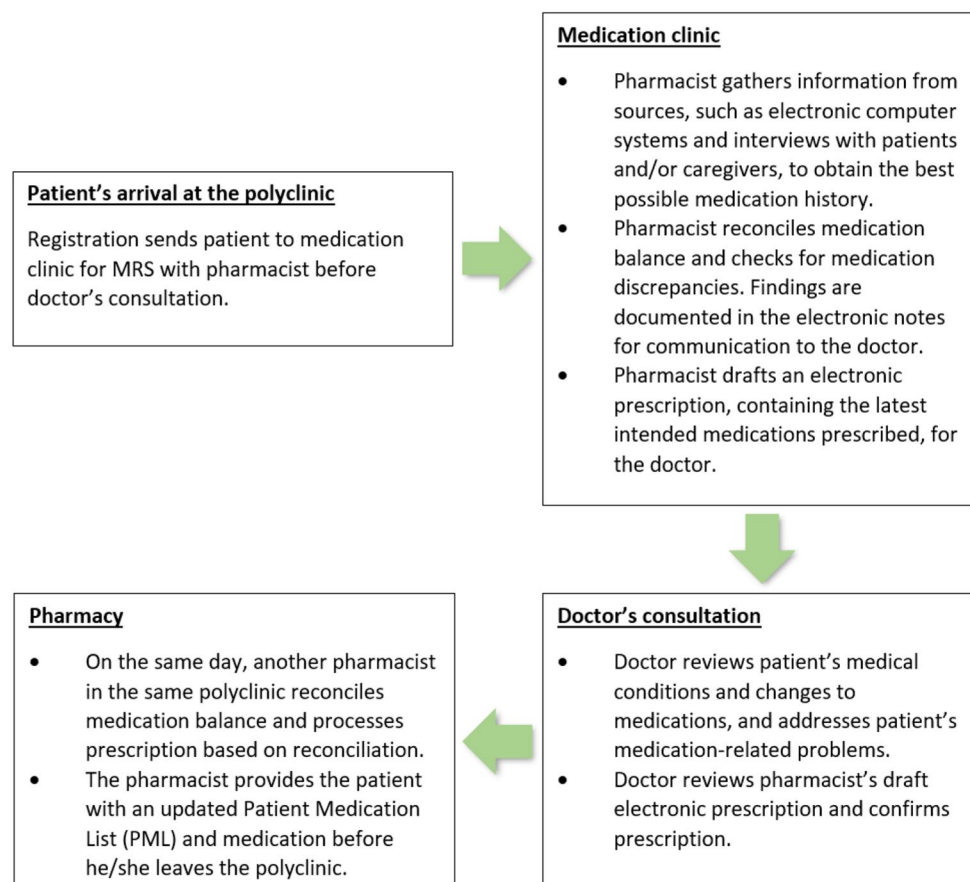 Patient's arrival at the polyclinic
Registration sends patient to medication
clinic for MRS with pharmacist before
doctor's consultation.
Medication clinic
• Pharmacist gathers information from
sources, such as electronic computer
systems and interviews with patients
and/or caregivers, to obtain the best
possible medication history.
• Pharmacist reconciles medication
balance and checks for medication
discrepancies. Findings are
documented in the electronic notes
for communication to the doctor.
• Pharmacist drafts an electronic
prescription, containing the latest
intended medications prescribed, for
the doctor.
Doctor's consultation
• Doctor reviews patient's medical
conditions and changes to
medications, and addresses patient's
medication-related problems.
• Doctor reviews pharmacist's draft
electronic prescription and confirms
prescription.
Pharmacy
• On the same day, another pharmacist
in the same polyclinic reconciles
medication balance and processes
prescription based on reconciliation.
• The pharmacist provides the patient
with an updated Patient Medication
List (PML) and medication before
he/she leaves the polyclinic.